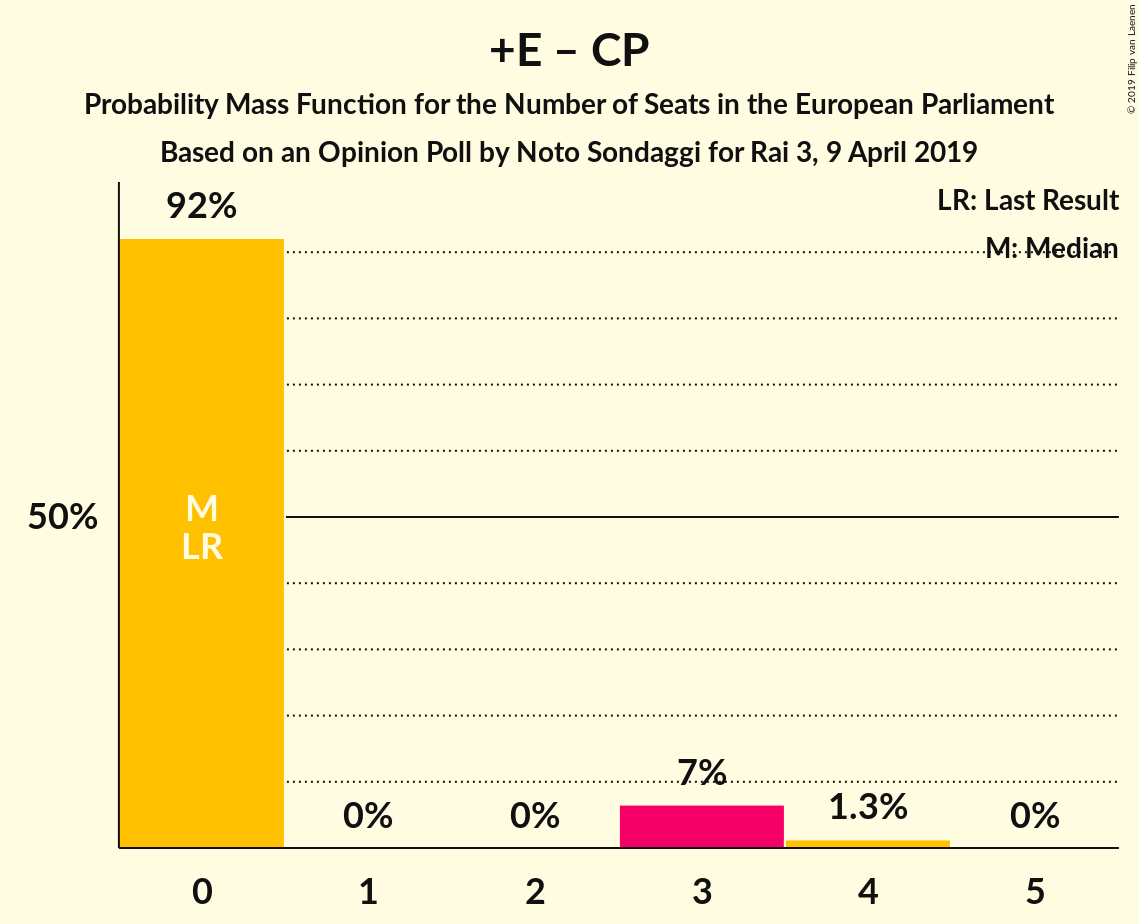 +E – CP
Probability Mass Function for the Number of Seats in the European Parliament
Based on an Opinion Poll by Noto Sondaggi for Rai 3, 9 April 2019
© 2019 Filip van Laenen
LR: Last Result
M: Median
92%
50%
M
LR
0%
0%
7%
1.3%
0%
0
1
2
3
4
5